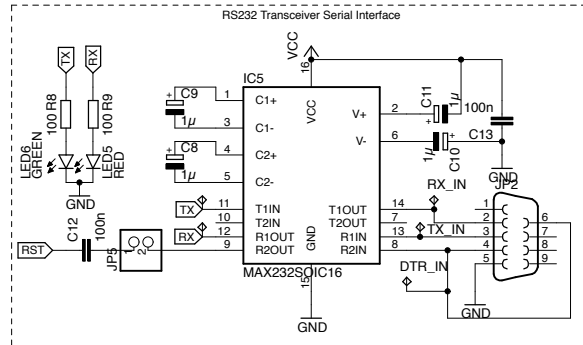 RS232 Transceiver Serial Interface
VCC
16
IC5
TX
RX
100 R8
100 R9
LED6
GREEN
LED5
RED
GND
C9
+
1µ
C8
+
1µ
1 C1+
3 C1-
4 C2+
5 C2-
11 T1IN
10 T2IN
12 R1OUT
9 R2OUT
VCC
GND
V+ 2
V- 6
T1OUT 14
T2OUT 7
R1IN 13
R2IN 8
MAX232SOIC16
15
GND
C11
+
1µ
1µ
+
C10
C13
100n
GND
TX
RX
RST
C12
100n
JP5
1
2
RX_IN
TX_IN
DTR_IN
JP2
1
2
3
4
5
6
7
8
9
GND